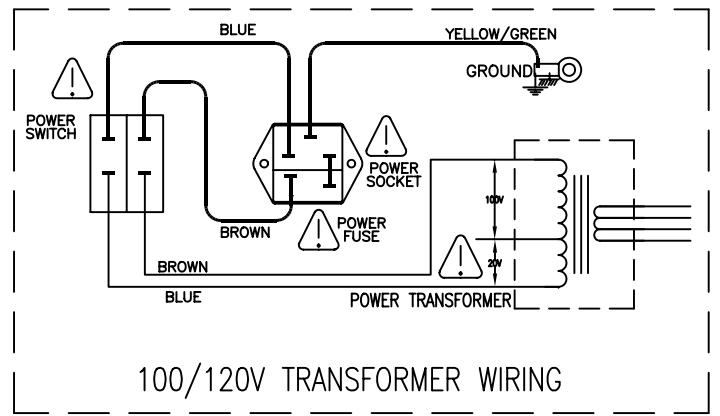 BLUE
YELLOW/GREEN
GROUND
POWER
SWITCH
POWER
SOCKET
POWER
FUSE
BROWN
100V
20V
BROWN
BLUE
POWER TRANSFORMER
100/120V TRANSFORMER WIRING